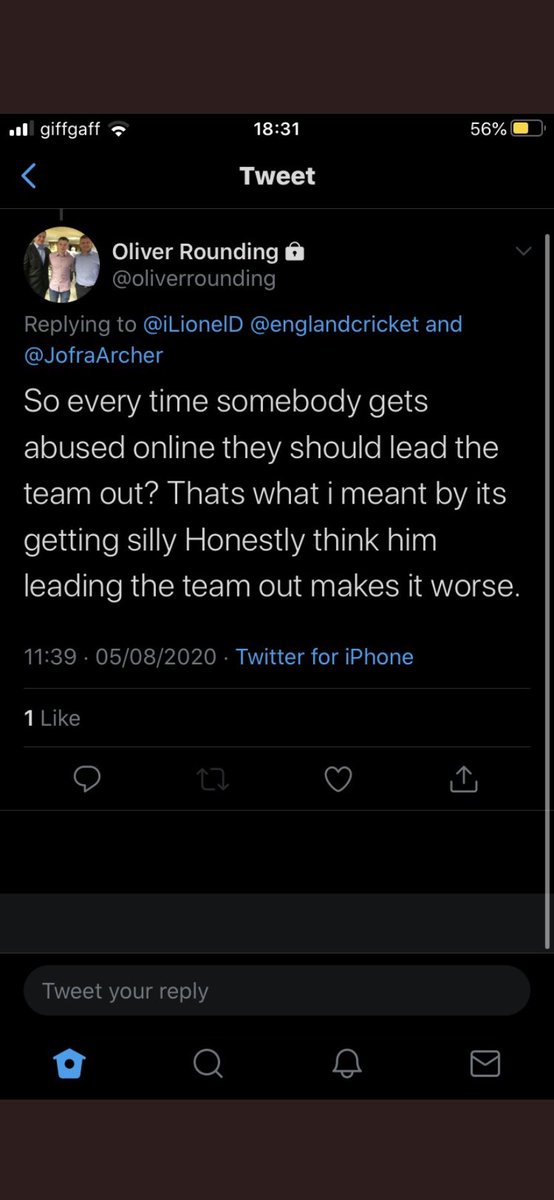 giffgaff 18:31 56%
Tweet
Oliver Rounding
@oliverrounding
Replying to @iLionelD @englandcricket and
@JofraArcher
So every time somebody gets
abused online they should lead the
team out? Thats what i meant by its
getting silly Honestly think him
leading the team out makes it worse.
11:39 · 05/08/2020 · Twitter for iPhone
1 Like
Tweet your reply